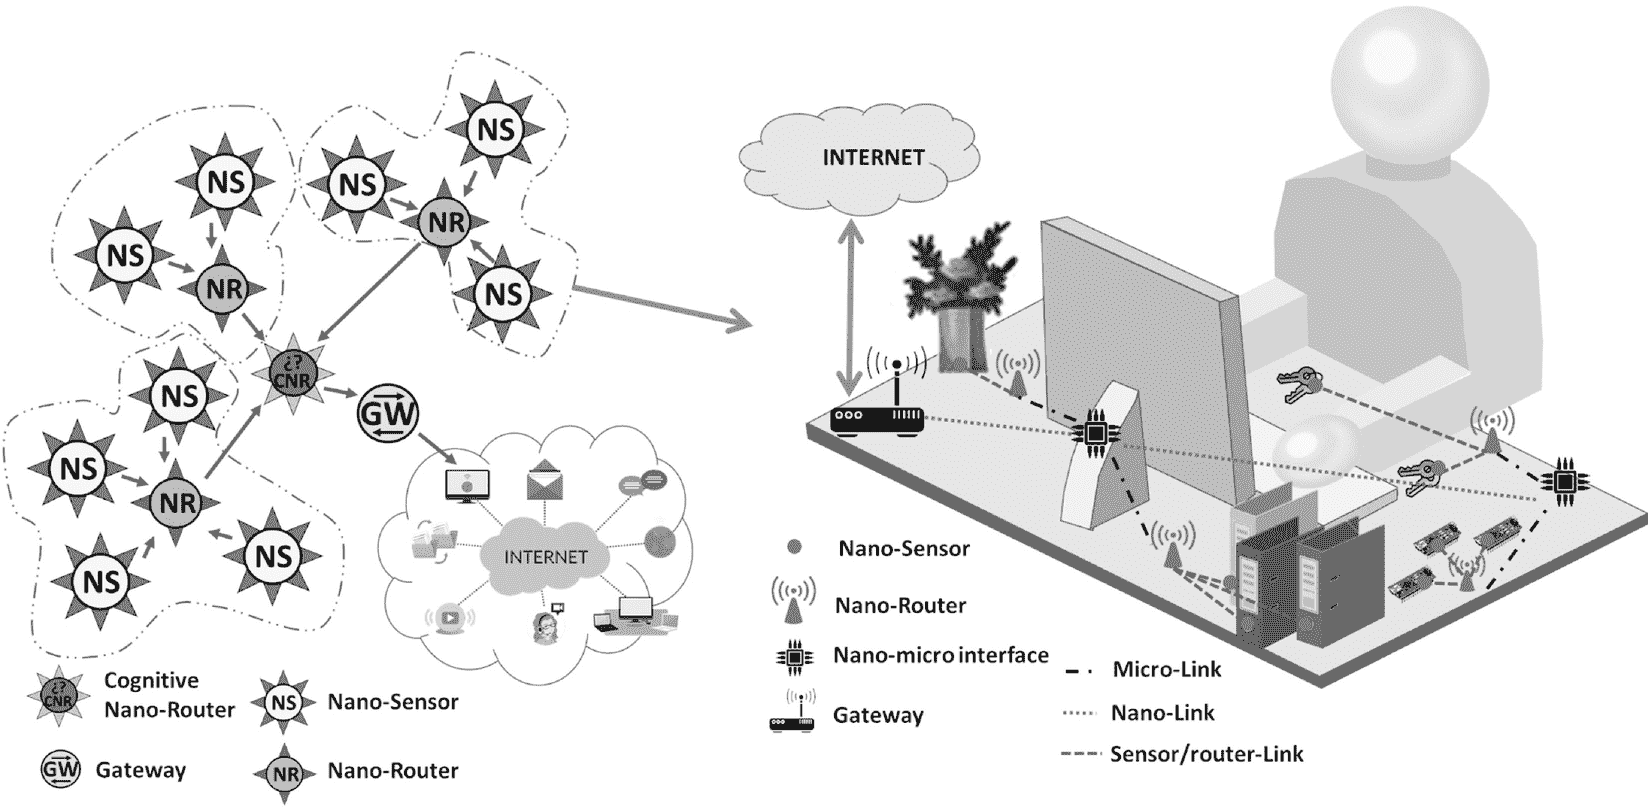 NS
NS
NR
NS
NS
NR
NS
NS
NS
NR
NS
NS
¿?
CNR
GW
INTERNET
¿?
CNR
Cognitive
Nano-Router
NS
Nano-Sensor
GW
Gateway
NR
Nano-Router
INTERNET
Nano-Sensor
Nano-Router
Nano-micro interface
Gateway
Micro-Link
Nano-Link
Sensor/router-Link